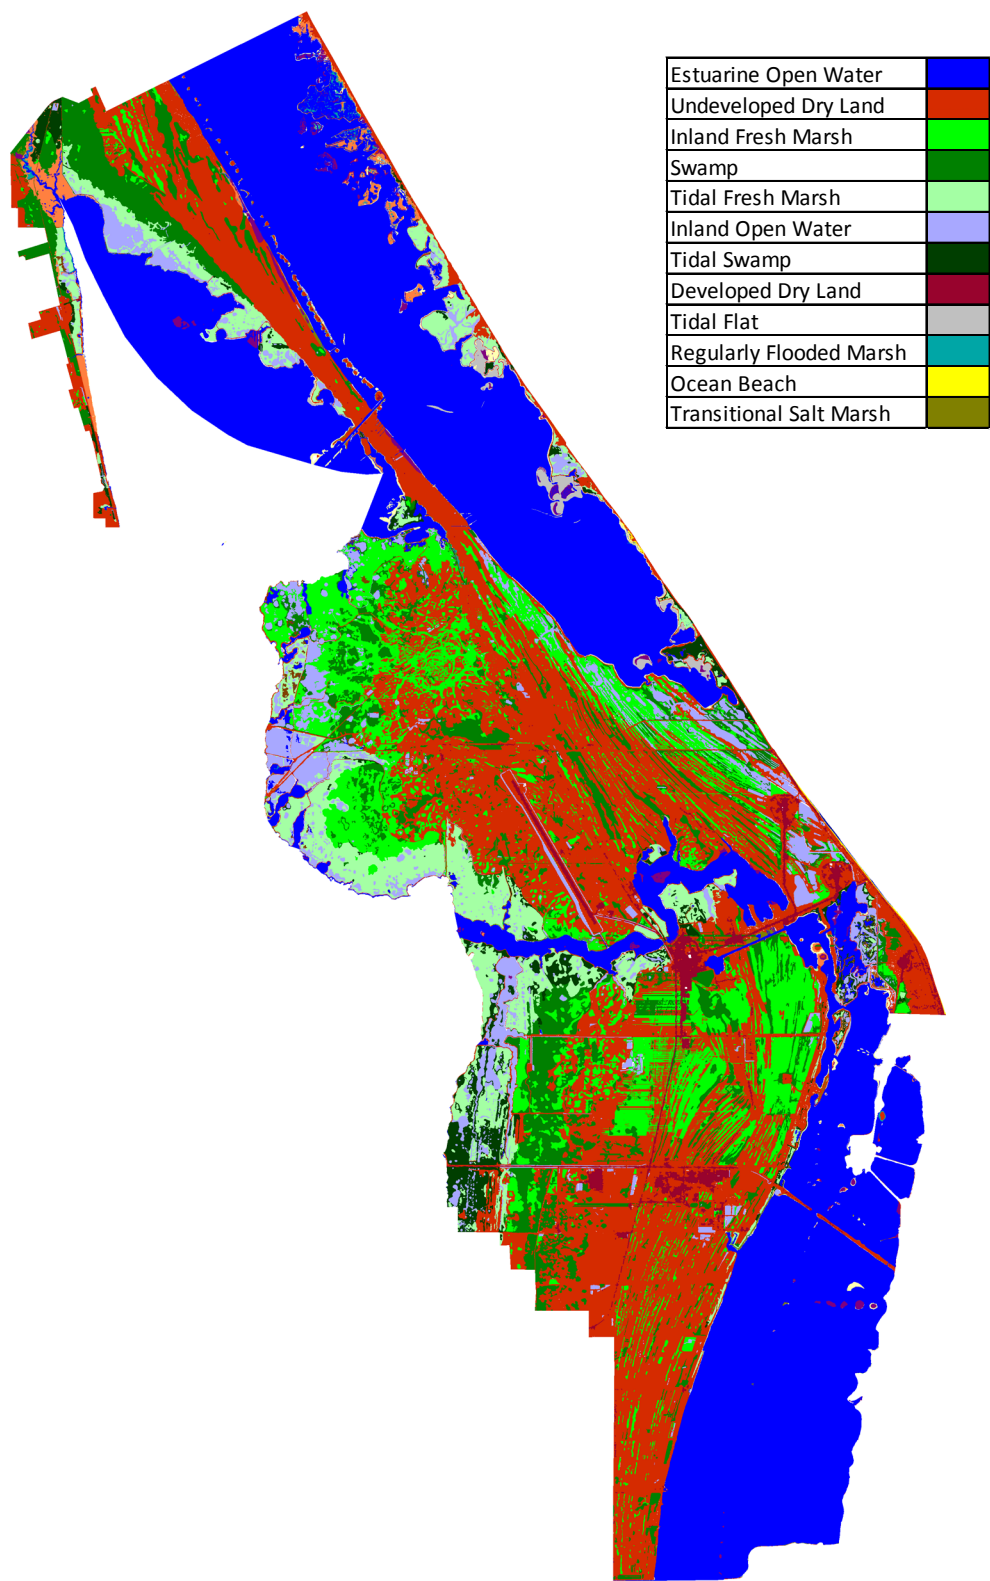 Estuarine Open Water
Undeveloped Dry Land
Inland Fresh Marsh
Swamp
Tidal Fresh Marsh
Inland Open Water
Tidal Swamp
Developed Dry Land
Tidal Flat
Regularly Flooded Marsh
Ocean Beach
Transitional Salt Marsh